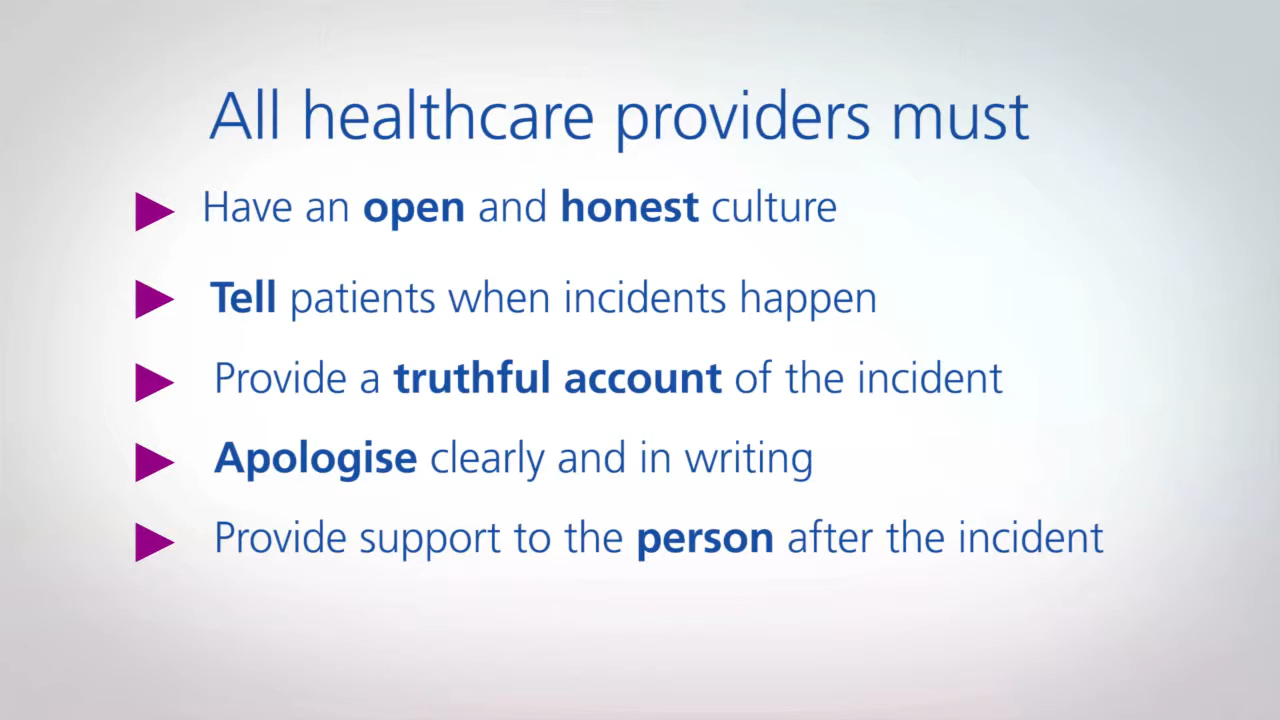 All healthcare providers must
Have an open and honest culture
Tell patients when incidents happen
Provide a truthful account of the incident
Apologise clearly and in writing
Provide support to the person after the incident